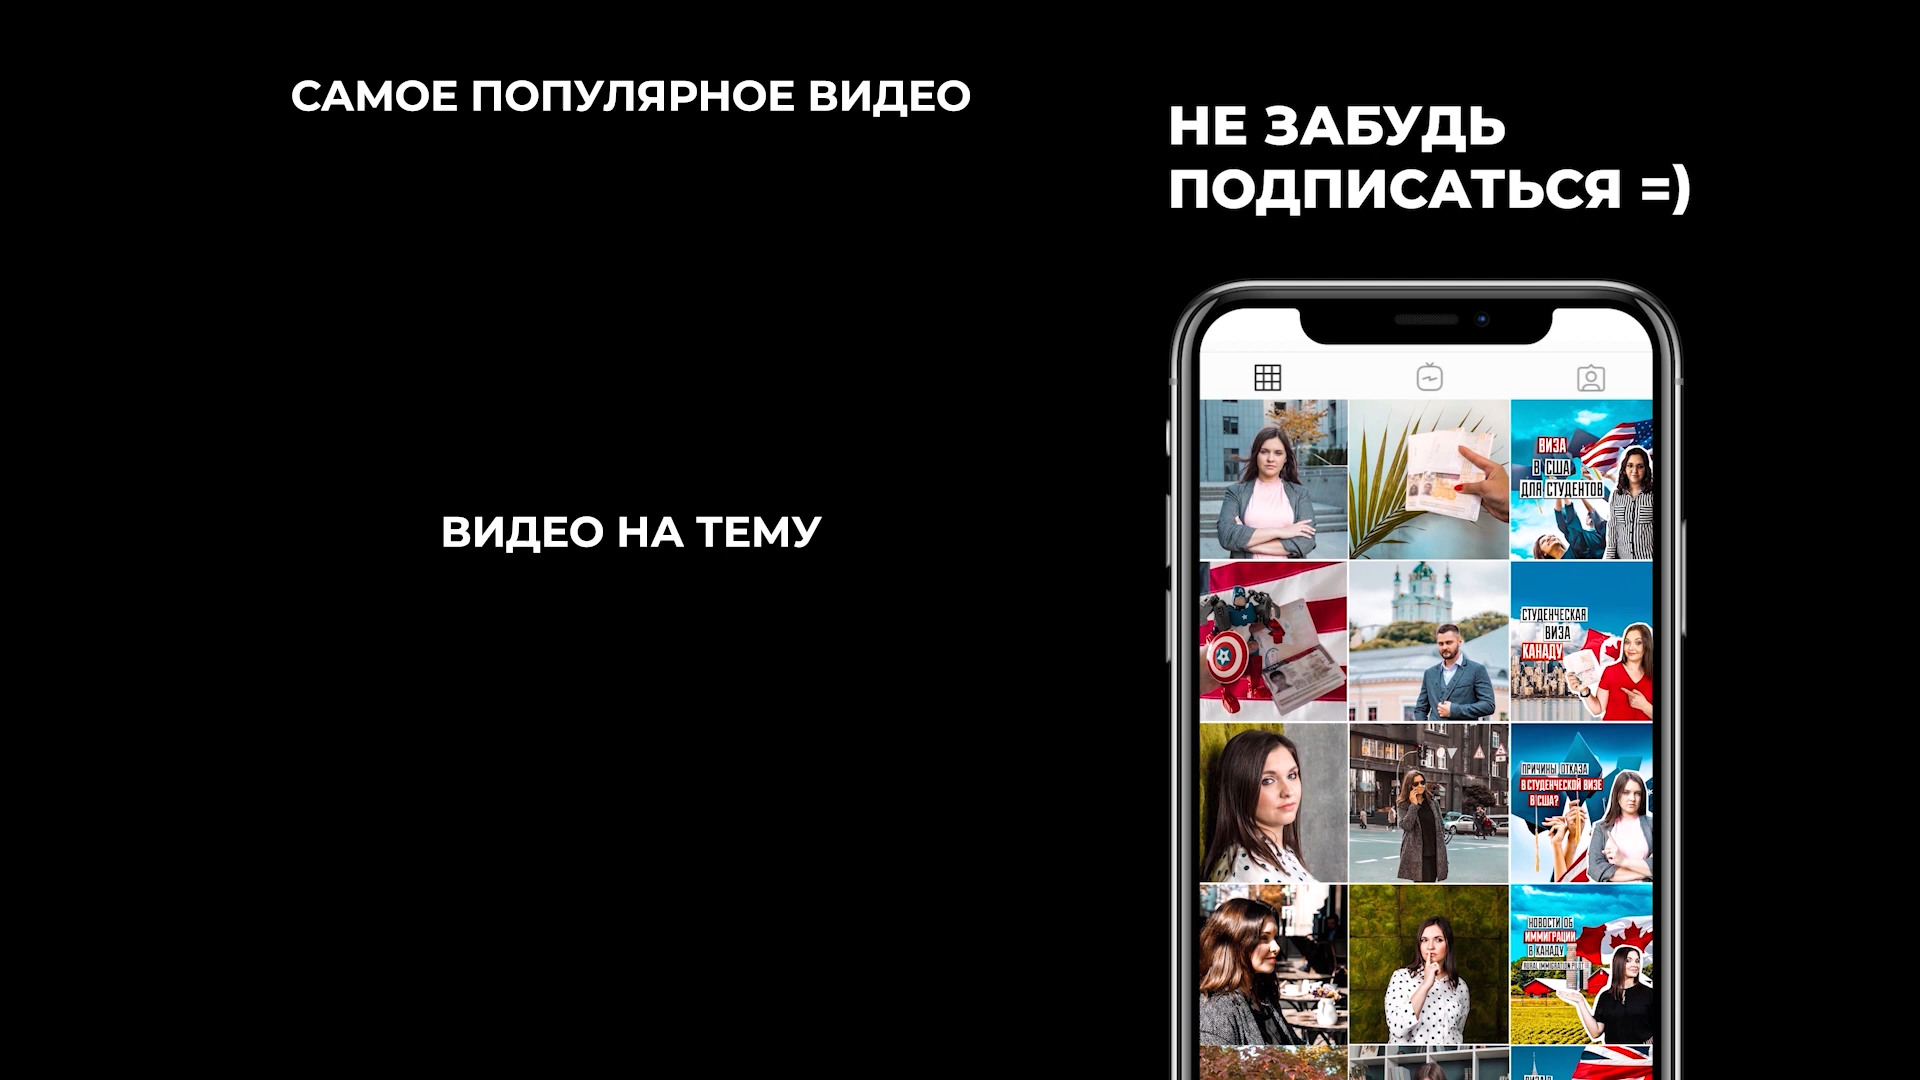 САМОЕ ПОПУЛЯРНОЕ ВИДЕО
НЕ ЗАБУДЬ
ПОДПИСАТЬСЯ =)
ВИДЕО НА ТЕМУ
ВИЗА
В США
ДЛЯ СТУДЕНТОВ
СТУДЕНЧЕСКАЯ
ВИЗА
КАНАДУ
ПРИЧИНЫ ОТКАЗА
В СТУДЕНЧЕСКОЙ ВИЗЕ
В США?
НОВОСТИ ОБ
ИММИГРАЦИИ
В КАНАДУ